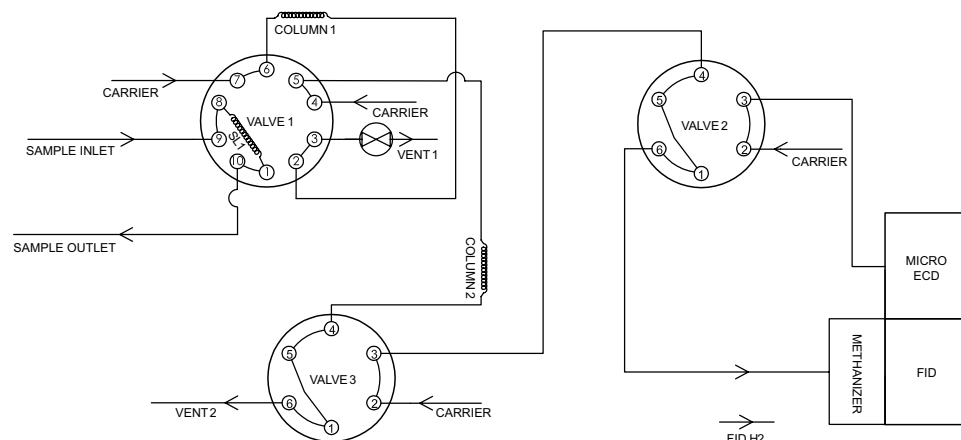 COLUMN 1
6
7
5
CARRIER
8
4
VALVE 1
CARRIER
SL1
9
3
SAMPLE INLET
VENT 1
10
1
2
SAMPLE OUTLET
4
5
3
VALVE 2
6
2
CARRIER
1
COLUMN 2
MICRO
ECD
4
5
3
VALVE 3
6
2
VENT 2
CARRIER
1
METHANIZER
FID
FID H2